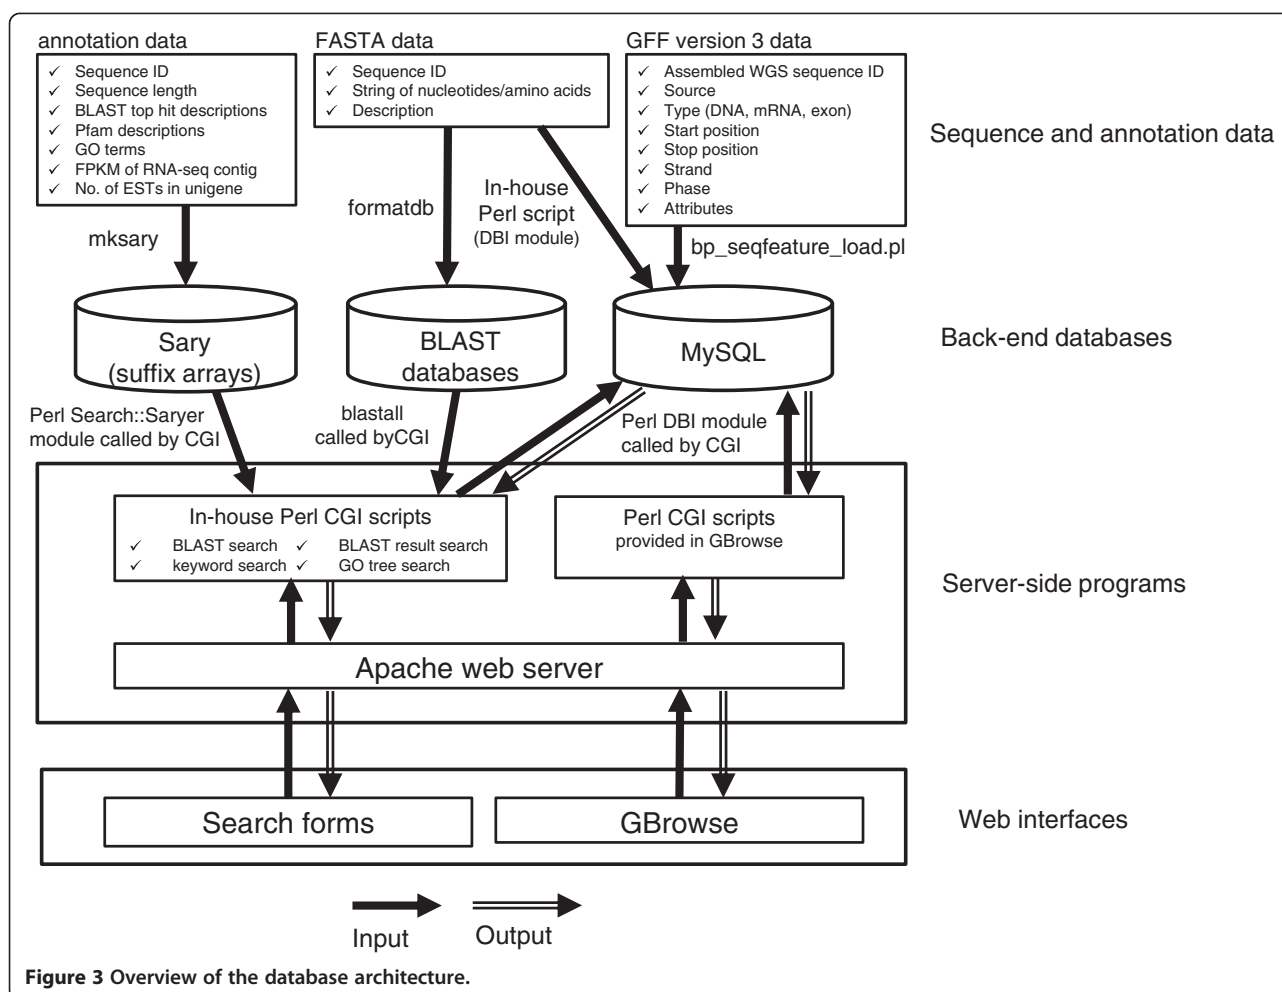 annotation data
✓ Sequence ID
✓ Sequence length
✓ BLAST top hit descriptions
✓ Pfam descriptions
✓ GO terms
✓ FPKM of RNA-seq contig
✓ No. of ESTs in unigene
FASTA data
✓ Sequence ID
✓ String of nucleotides/amino acids
✓ Description
GFF version 3 data
✓ Assembled WGS sequence ID
✓ Source
✓ Type (DNA, mRNA, exon)
✓ Start position
✓ Stop position
✓ Strand
✓ Phase
✓ Attributes
Sequence and annotation data
mksary
formatdb
In-house
Perl script
(DBI module)
bp_seqfeature_load.pl
Sary
(suffix arrays)
BLAST
databases
MySQL
Back-end databases
Perl Search::Saryer
module called by CGI
blastall
called byCGI
Perl DBI module
called by CGI
In-house Perl CGI scripts
✓ BLAST search ✓ BLAST result search
✓ keyword search ✓ GO tree search
Perl CGI scripts
provided in GBrowse
Server-side programs
Apache web server
Search forms
GBrowse
Web interfaces
Input
Output
Figure 3 Overview of the database architecture.